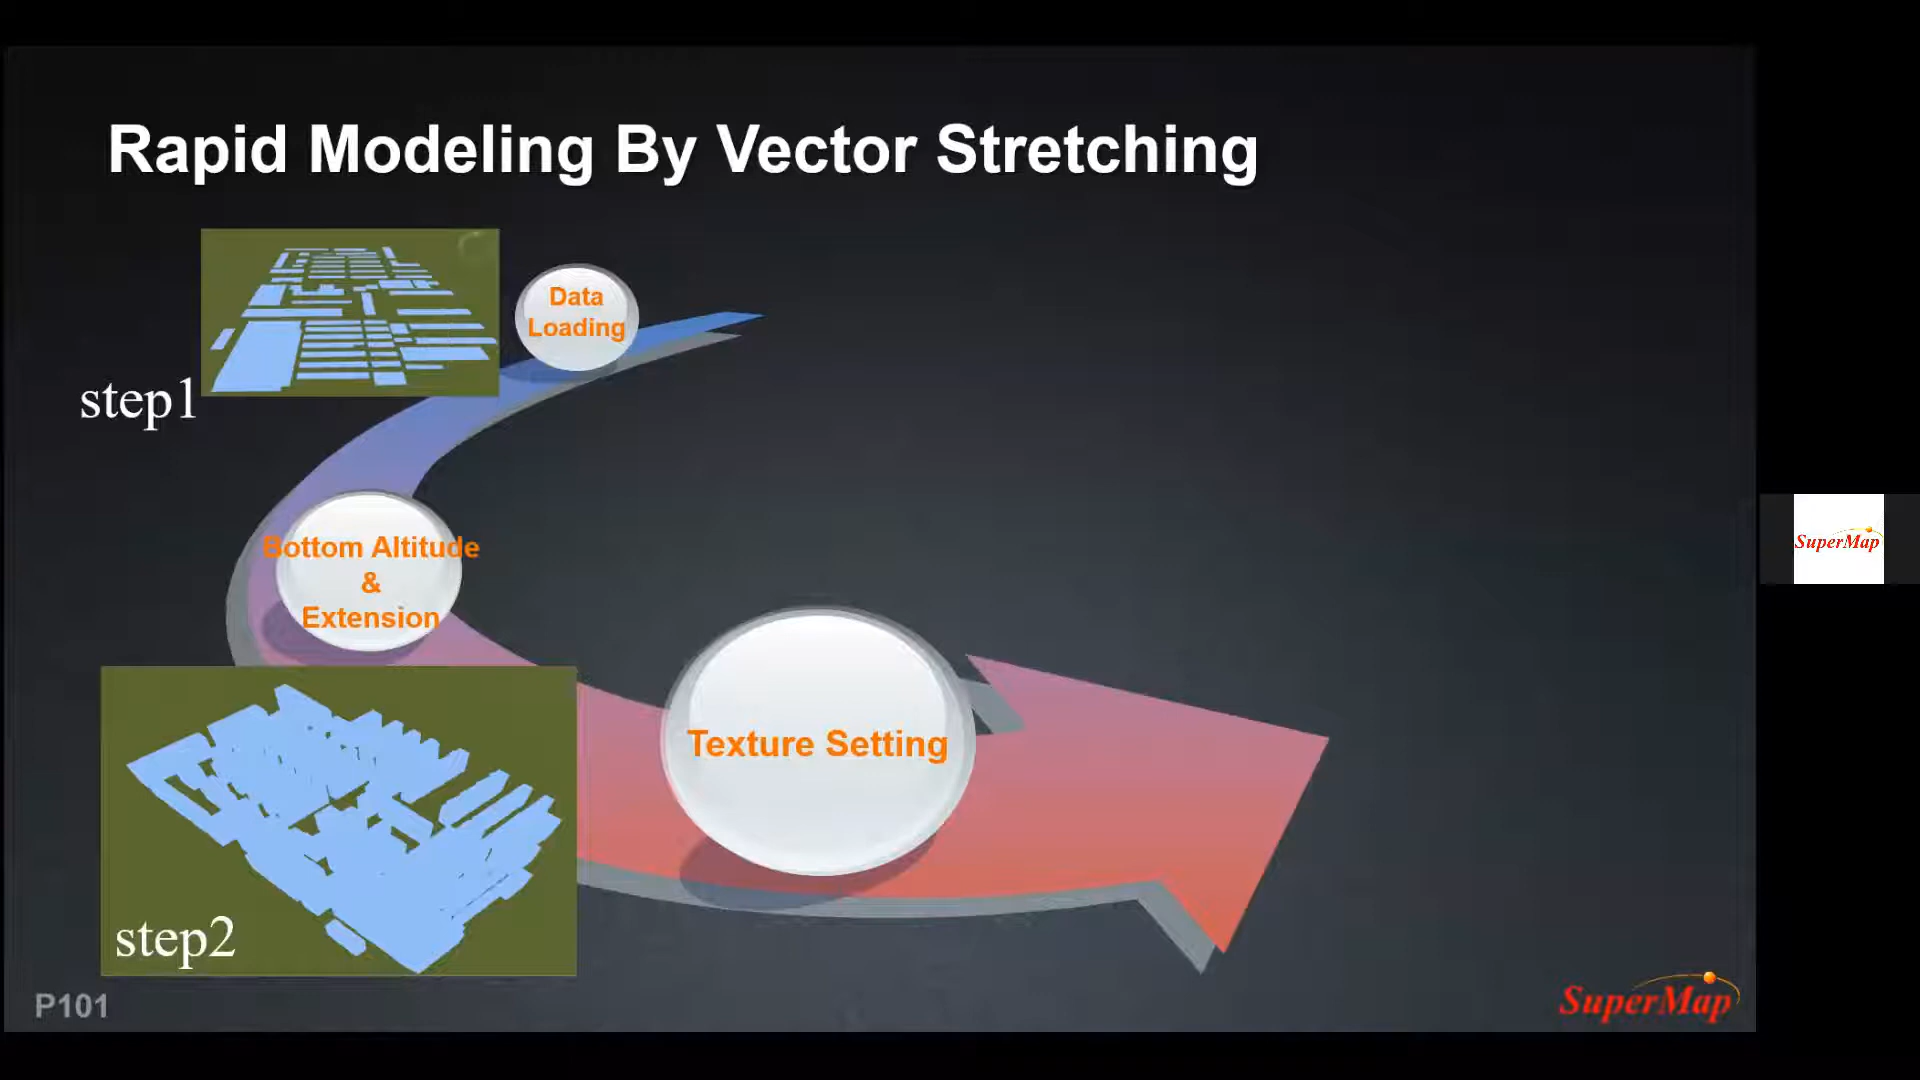 Rapid Modeling By Vector Stretching
Data
Loading
step1
Bottom Altitude
&
Extension
Texture Setting
step2
P101
SuperMap
SuperMap